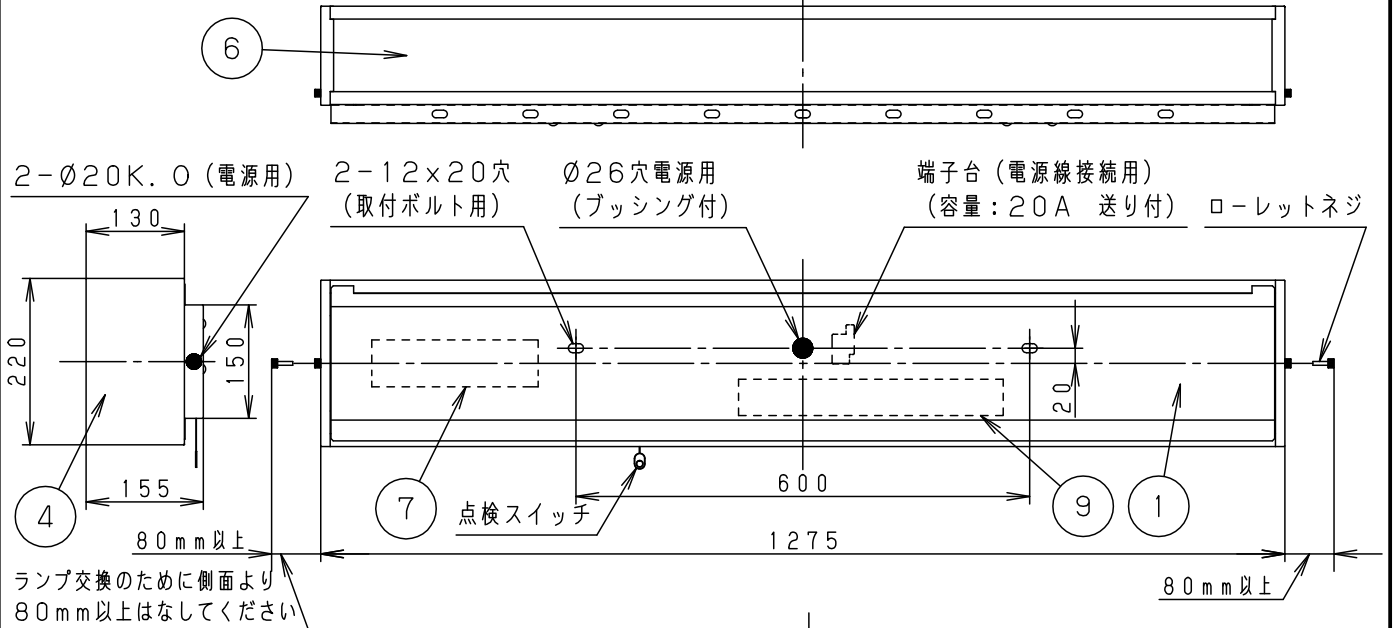 6
2-Ø20K.O(電源用)
2-12x20穴
(取付ボルト用)
Ø26穴電源用
(ブッシング付)
端子台(電源線接続用)
(容量:20A 送り付)
ローレットネジ
130
220
150
20
155
4
7
点検スイッチ
600
9
1
80mm以上
1275
80mm以上
ランプ交換のために側面より
80mm以上はなしてください